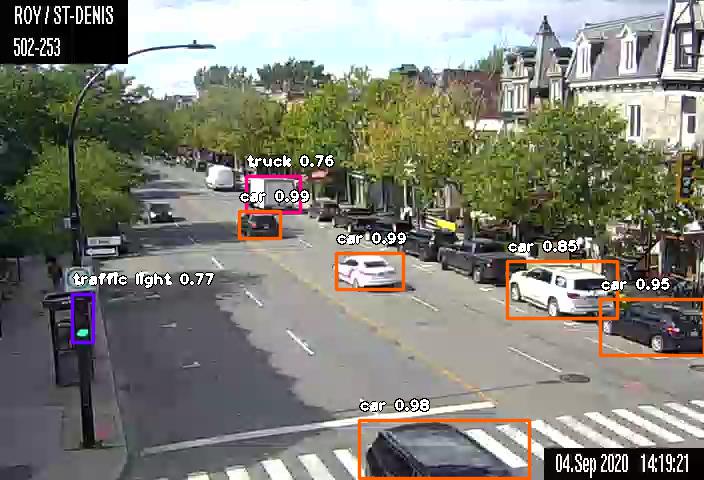 ROY / ST-DENIS
502-253
truck 0.76
car 0.99
car 0.99
car 0.85
traffic light 0.77
car 0.95
car 0.98
04.Sep 2020 14:19:21